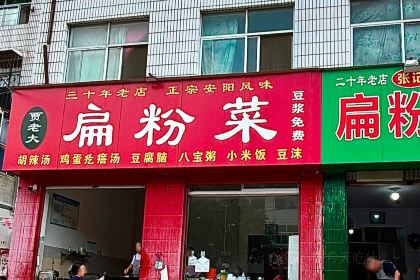 三十年老店 正宗安阳风味
贾老大
扁粉菜
豆浆免费
胡辣汤 鸡蛋疙瘩汤 豆腐脑 八宝粥 小米饭 豆沫
二十年老店 张记
扁粉